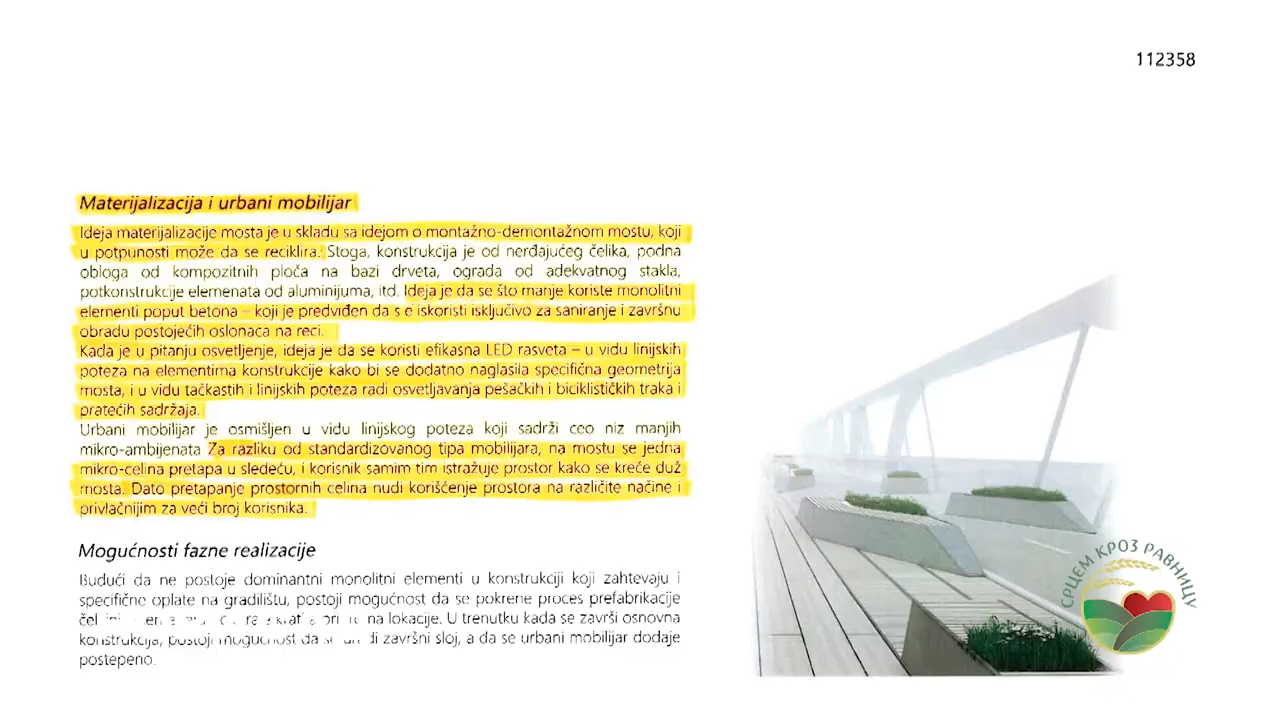 112358
Materijalizacija i urbani mobilijar
Ideja materijalizacije mosta je u skladu sa idejom o montažno-demontažnom mostu, koji
u potpunosti može da se reciklira. Stoga, konstrukcija je od nerđajućeg čelika, podna
obloga od kompozitnih ploča na bazi drveta, ograda od adekvatnog stakla,
potkonstrukcije elemenata od aluminijuma, itd. Ideja je da se što manje koriste monolitni
elementi poput betona – koji je predviđen da s e iskoristi isključivo za saniranje i završnu
obradu postojećih oslonaca na reci.
Kada je u pitanju osvetljenje, ideja je da se koristi efikasna LED rasveta – u vidu linijskih
poteza na elementima konstrukcije kako bi se dodatno naglasila specifična geometrija
mosta, i u vidu tačkastih i linijskih poteza radi osvetljavanja pešačkih i biciklističkih traka i
pratećih sadržaja.
Urbani mobilijar je osmišljen u vidu linijskog poteza koji sadrži ceo niz manjih
mikro-ambijenata Za razliku od standardizovanog tipa mobilijara, na mostu se jedna
mikro-celina pretapa u sledeću, i korisnik samim tim istražuje prostor kako se kreće duž
mosta. Dato pretapanje prostornih celina nudi korišćenje prostora na različite načine i
privlačnijim za veći broj korisnika.
Mogućnosti fazne realizacije
Budući da ne postoje dominantni monolitni elementi u konstrukciji koji zahtevaju i
specifične oplate na gradilištu, postoji mogućnost da se pokrene proces prefabrikacije
na lokacije. U trenutku kada se završi osnovna
konstrukcija, postoji mogućnost da se završni sloj, a da se urbani mobilijar dodaje
postepeno.
СРЦЕМ КРОЗ РАВНИЦУ